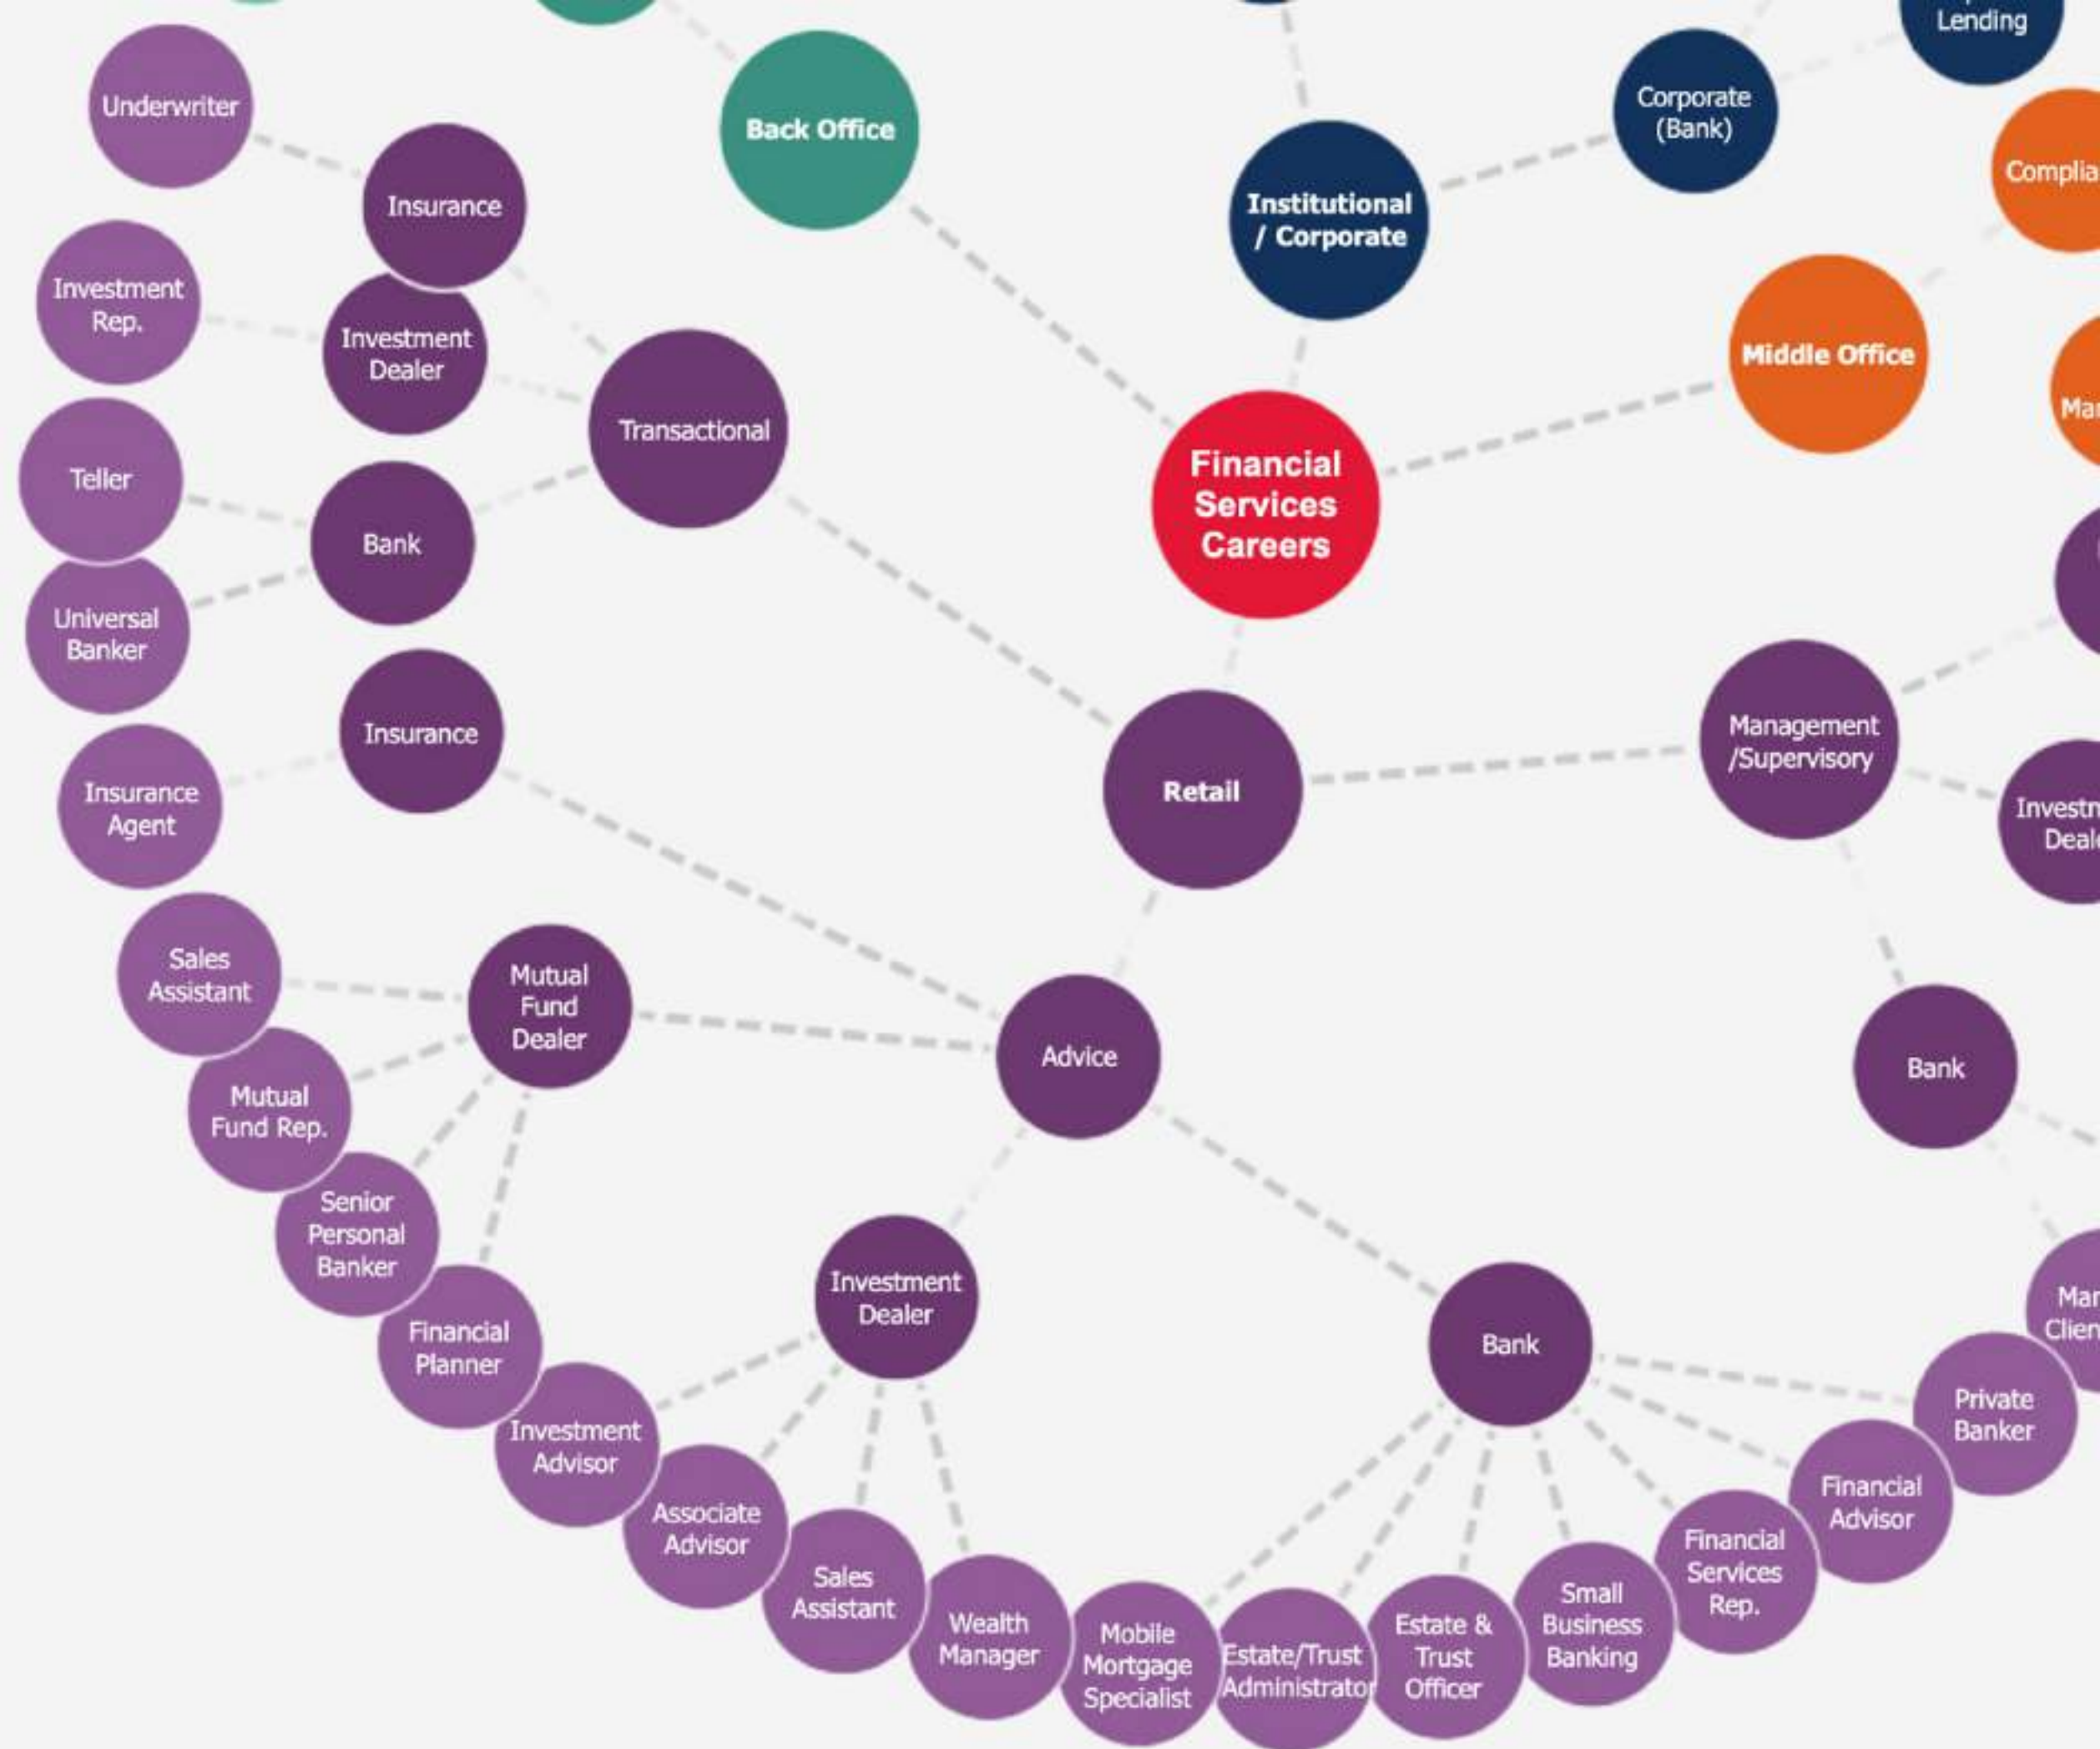 Lending
Underwriter
Back Office
Corporate
(Bank)
Insurance
Institutional
/ Corporate
Investment
Rep.
Investment
Dealer
Middle Office
Transactional
Financial
Services
Careers
Teller
Bank
Universal
Banker
Insurance
Management
/Supervisory
Retail
Insurance
Agent
Sales
Assistant
Mutual
Fund
Dealer
Advice
Bank
Mutual
Fund Rep.
Senior
Personal
Banker
Financial
Planner
Investment
Dealer
Bank
Private
Banker
Investment
Advisor
Associate
Advisor
Financial
Advisor
Sales
Assistant
Financial
Services
Rep.
Wealth
Manager
Mobile
Mortgage
Specialist
Estate/Trust
Administrator
Estate &
Trust
Officer
Small
Business
Banking